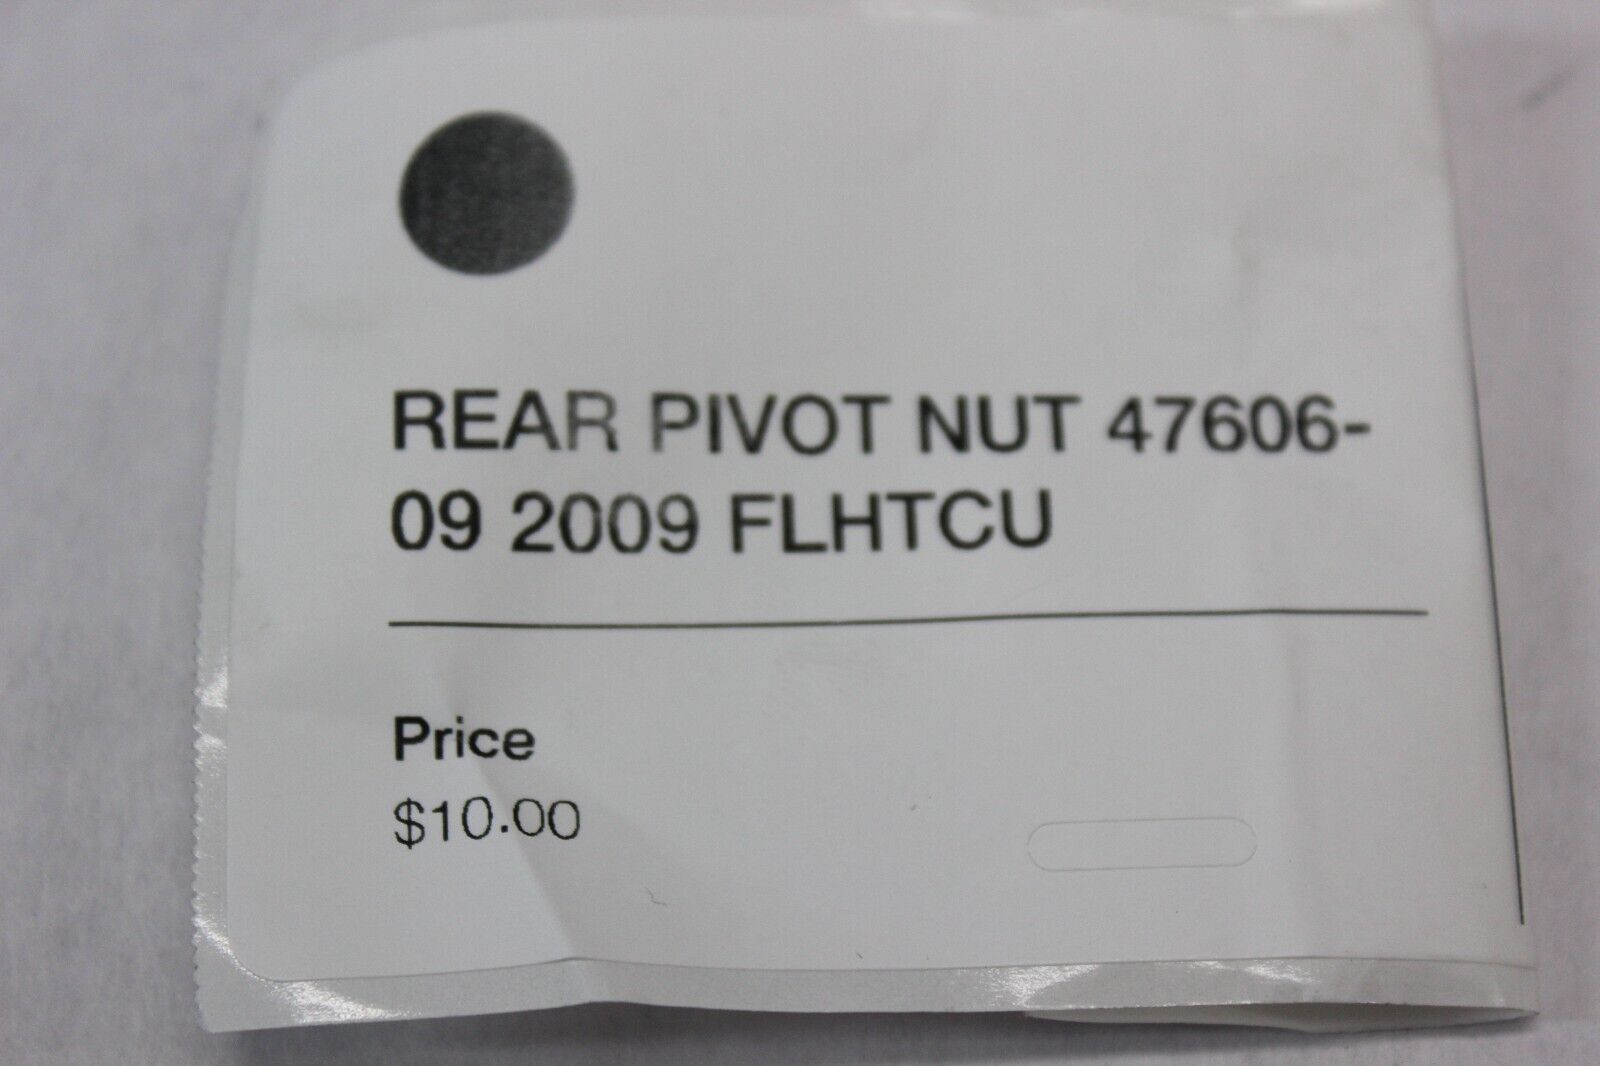 REAR PIVOT NUT 47606-
09 2009 FLHTCU
Price
$10.00